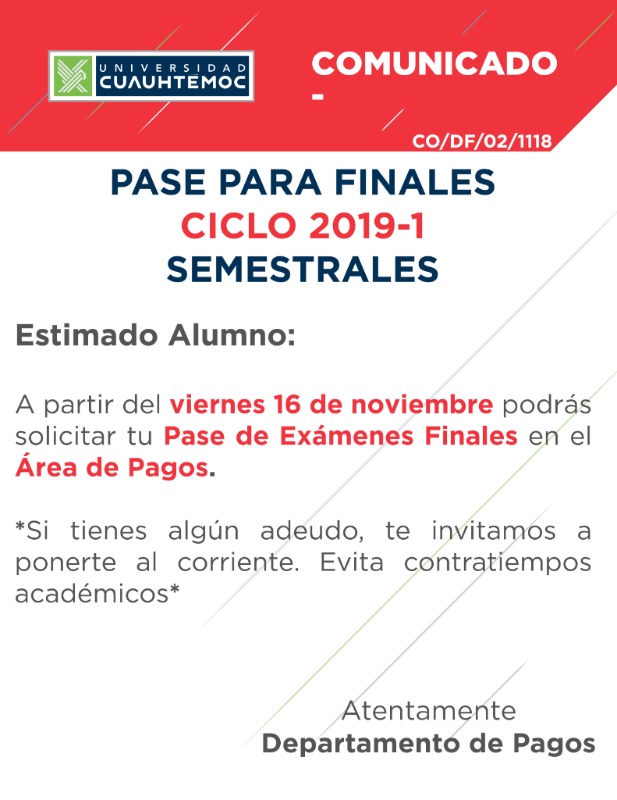 UNIVERSIDAD
CUAUHTEMOC
COMUNICADO
-
CO/DF/02/1118
PASE PARA FINALES
CICLO 2019-1
SEMESTRALES
Estimado Alumno:
A partir del viernes 16 de noviembre podrás
solicitar tu Pase de Exámenes Finales en el
Área de Pagos.
*Si tienes algún adeudo, te invitamos a
ponerte al corriente. Evita contratiempos
académicos*
Atentamente
Departamento de Pagos